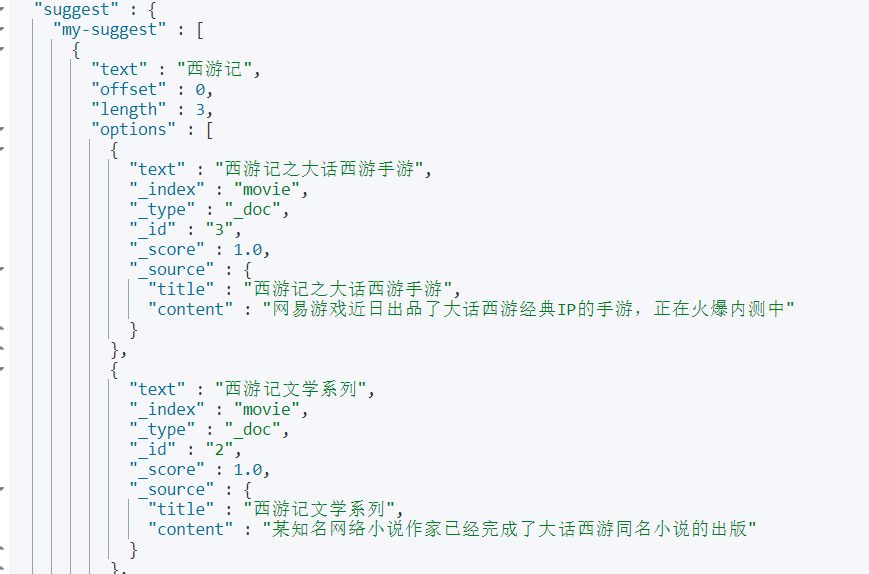 "suggest" : {
"my-suggest" : [
{
"text" : "西游记",
"offset" : 0,
"length" : 3,
"options" : [
{
"text" : "西游记之大话西游手游",
"_index" : "movie",
"_type" : "_doc",
"_id" : "3",
"_score" : 1.0,
"_source" : {
"title" : "西游记之大话西游手游",
"content" : "网易游戏近日出品了大话西游经典IP的手游，正在火爆内测中"
}
},
{
"text" : "西游记文学系列",
"_index" : "movie",
"_type" : "_doc",
"_id" : "2",
"_score" : 1.0,
"_source" : {
"title" : "西游记文学系列",
"content" : "某知名网络小说作家已经完成了大话西游同名小说的出版"
}
},